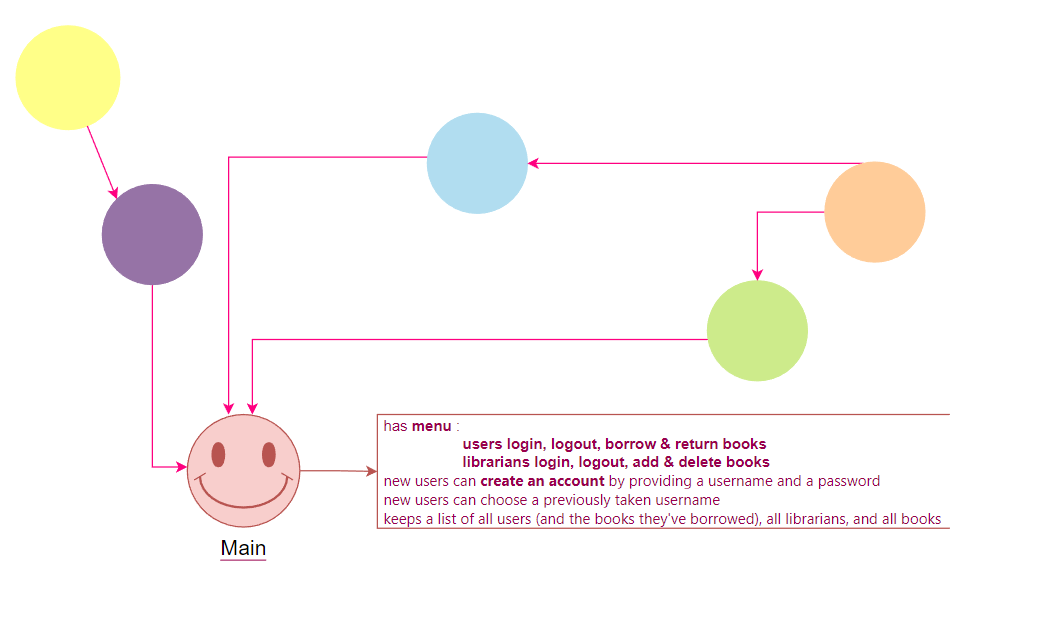 has menu :
users login, logout, borrow & return books
librarians login, logout, add & delete books
new users can create an account by providing a username and a password
new users can choose a previously taken username
keeps a list of all users (and the books they've borrowed), all librarians, and all books
Main